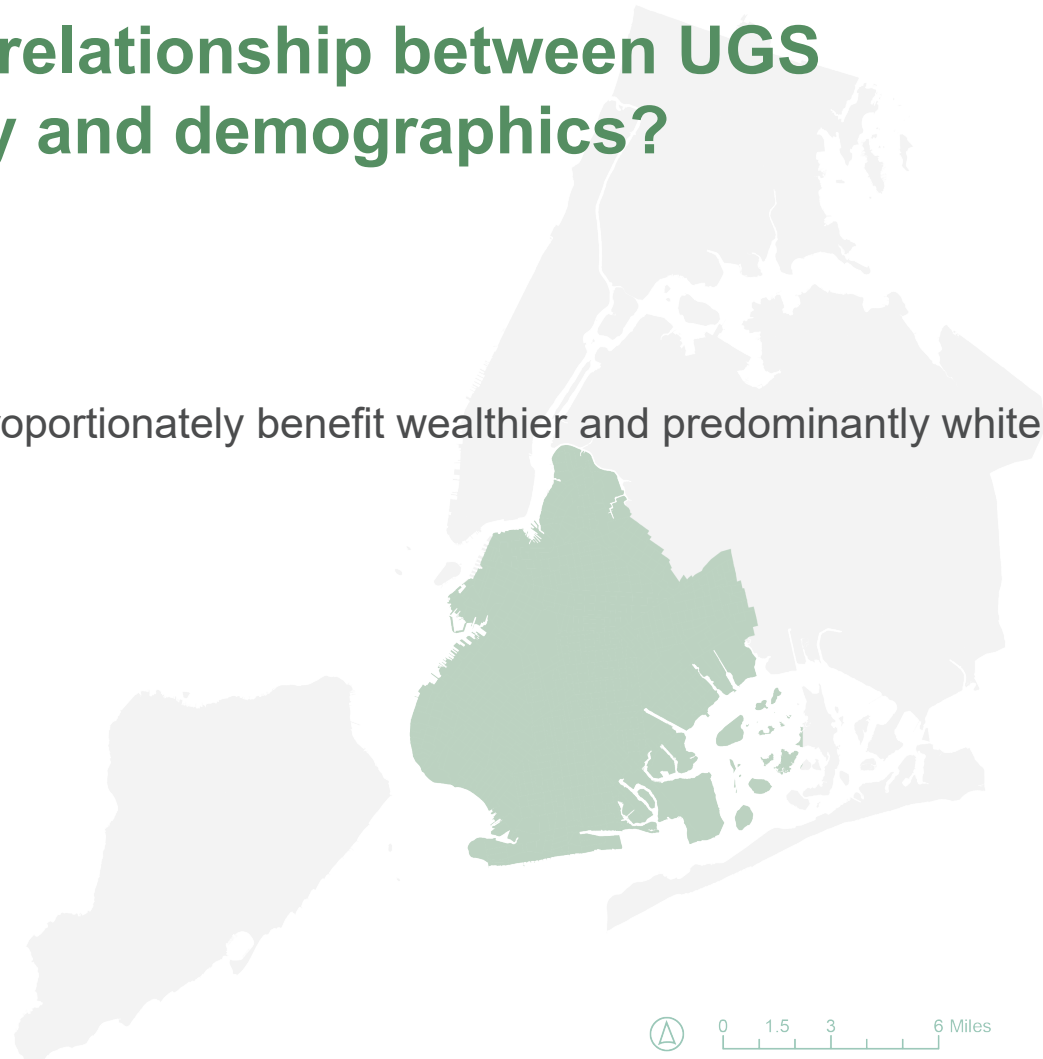 relationship between UGS
y and demographics?
oportionately benefit wealthier and predominantly white
0 1.5 3 6 Miles